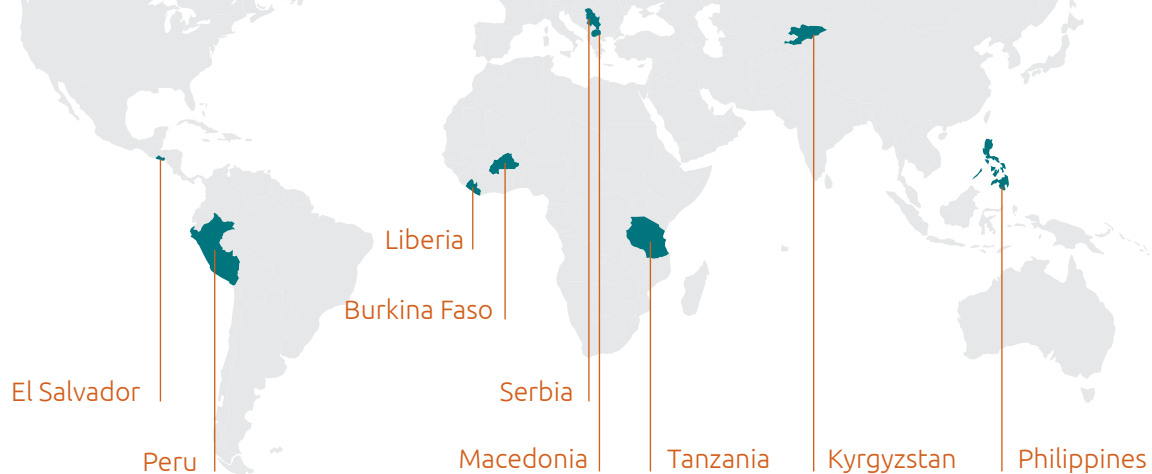 Liberia
Burkina Faso
El Salvador
Serbia
Peru
Macedonia
Tanzania
Kyrgyzstan
Philippines